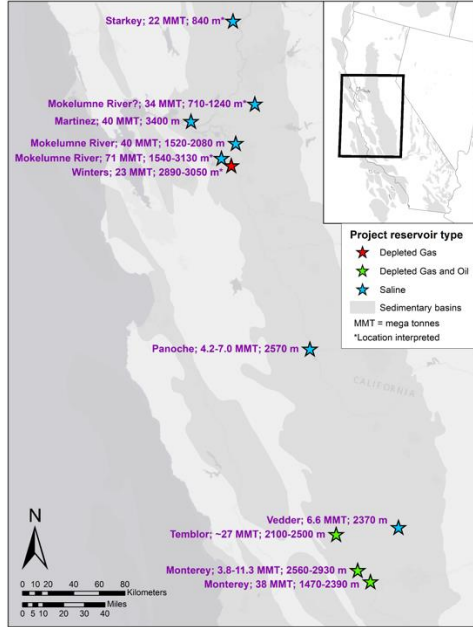 Starkey; 22 MMT; 840 m*
Mokelumne River?; 34 MMT; 710-1240 m*
Martinez; 40 MMT; 3400 m
Mokelumne River; 40 MMT; 1520-2080 m
Mokelumne River; 71 MMT; 1540-3130 m*
Winters; 23 MMT; 2890-3050 m*
Project reservoir type
Depleted Gas
Depleted Gas and Oil
Saline
Sedimentary basins
MMT = mega tonnes
*Location interpreted
Panoche; 4.2-7.0 MMT; 2570 m
CALIFORNIA
Vedder; 6.6 MMT; 2370 m
Temblor; ~27 MMT; 2100-2500 m
Monterey; 3.8-11.3 MMT; 2560-2930 m
Monterey; 38 MMT; 1470-2390 m
N
0 10 20 40 60 80
Kilometers
Miles
0 5 10 20 30 40